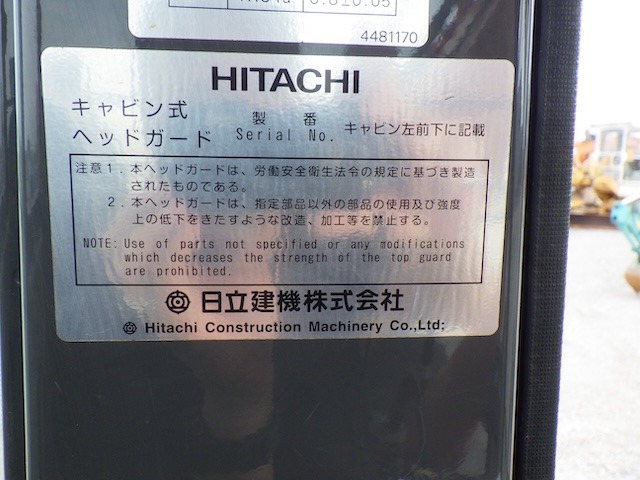 4481170
HITACHI
キャビン式
ヘッドガード
製番
Serial No.
キャビン左前下に記載
注意1．本ヘッドガードは、労働安全衛生法令の規定に基づき製造
されたものである。
2．本ヘッドガードは、指定部品以外の部品の使用及び強度
上の低下をきたすような改造、加工等を禁止する。
NOTE: Use of parts not specified or any modifications
which decreases the strength of the top guard
are prohibited.
日立建機株式会社
Hitachi Construction Machinery Co.,Ltd: